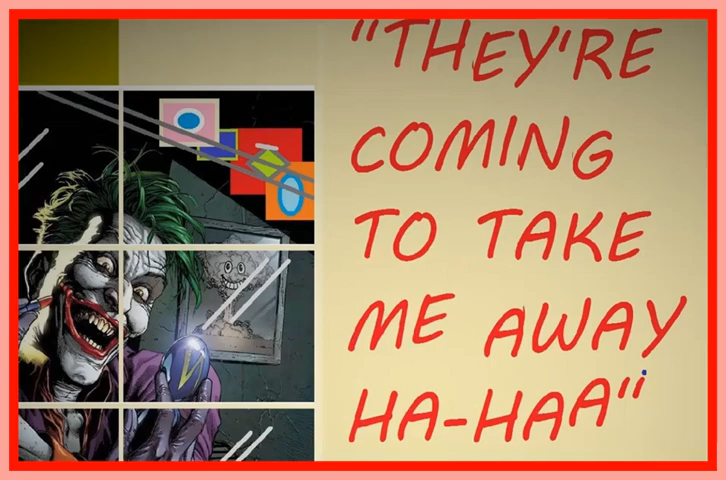 "THEY'RE
COMING
TO TAKE
ME AWAY
HA-HAA"
V